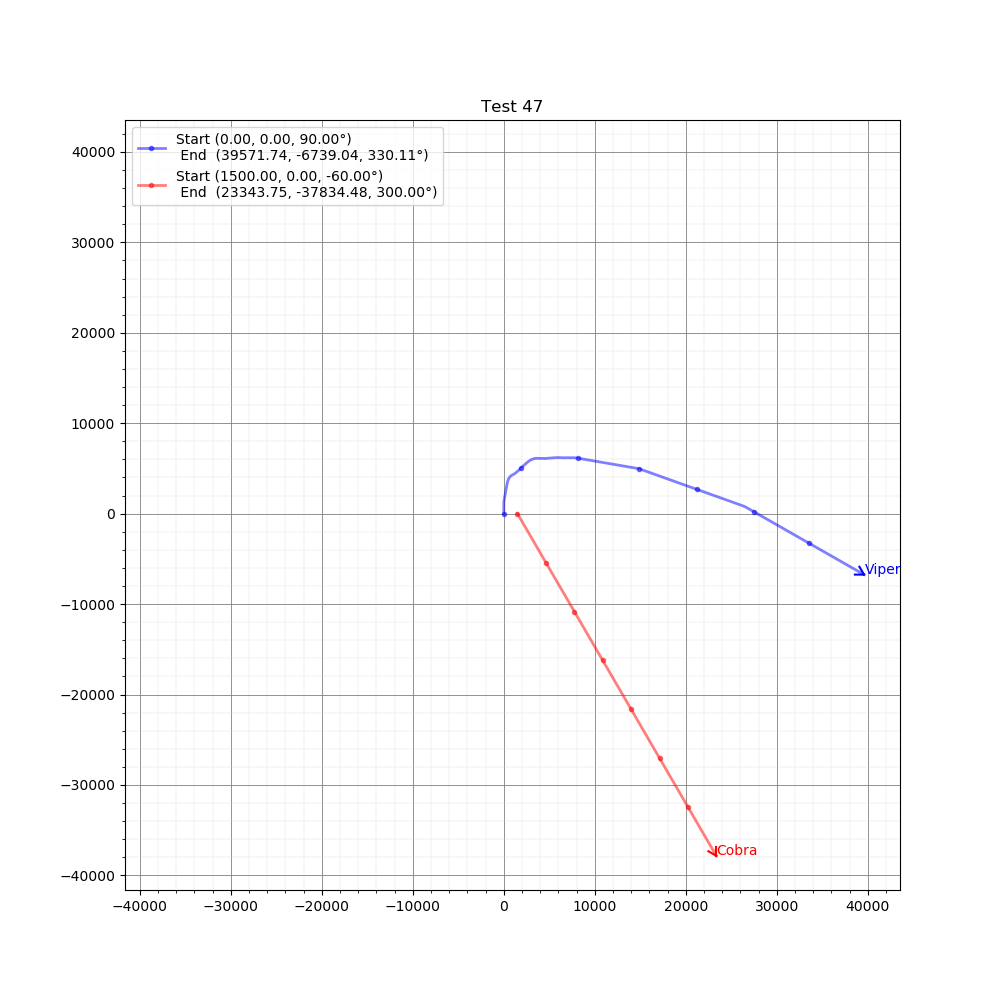 Test 47
Start (0.00, 0.00, 90.00°)
End (39571.74, -6739.04, 330.11°)
Start (1500.00, 0.00, -60.00°)
End (23343.75, -37834.48, 300.00°)
40000
30000
20000
10000
0
−10000
−20000
−30000
−40000
Viper
Cobra
−40000 −30000 −20000 −10000 0 10000 20000 30000 40000